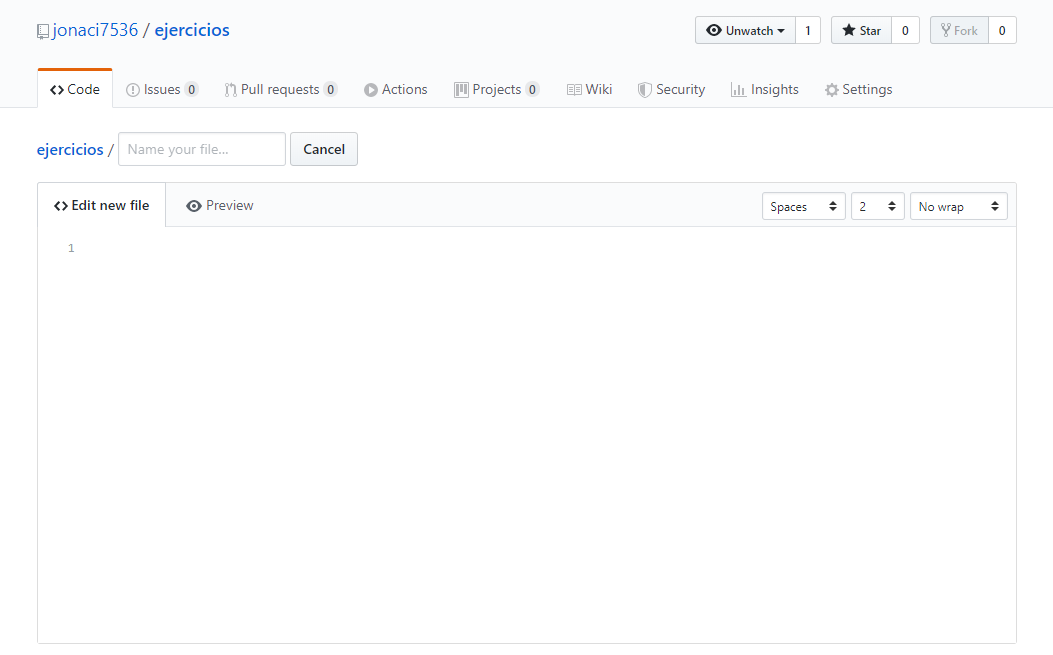 jonaci7536 / ejercicios
Unwatch 1 Star 0 Fork 0
Code Issues 0 Pull requests 0 Actions Projects 0 Wiki Security Insights Settings
ejercicios / Name your file... Cancel
Edit new file Preview Spaces 2 No wrap
1